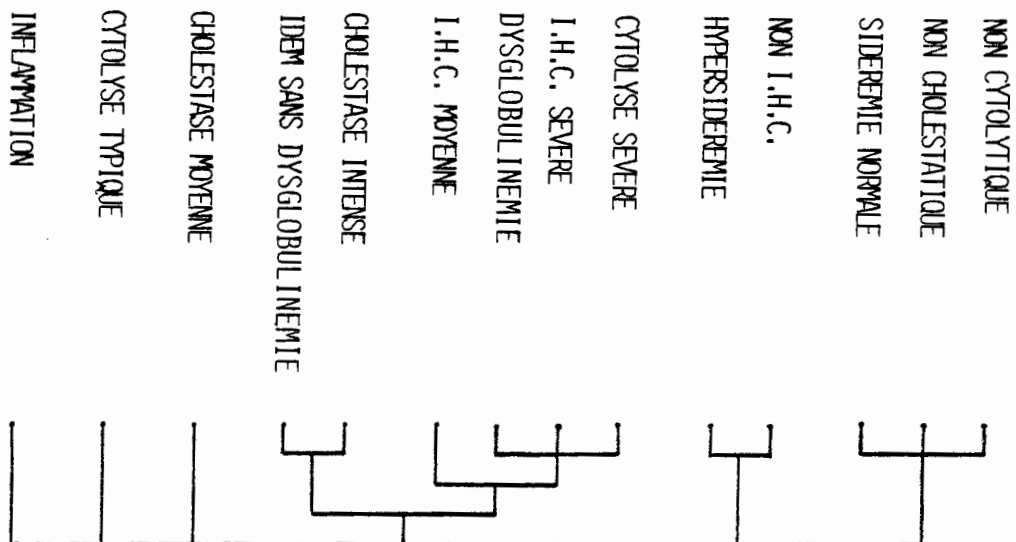 INFLAMMATION
CYTOLYSE TYPIQUE
CHOLESTASE MOYENNE
IDEM SANS DYSGLOBULINEMIE
CHOLESTASE INTENSE
I.H.C. MOYENNE
DYSGLOBULINEMIE
I.H.C. SEVERE
CYTOLYSE SEVERE
HYPERSIDEREMIE
NON I.H.C.
SIDEREMIE NORMALE
NON CHOLESTATIQUE
NON CYTOLYTIQUE